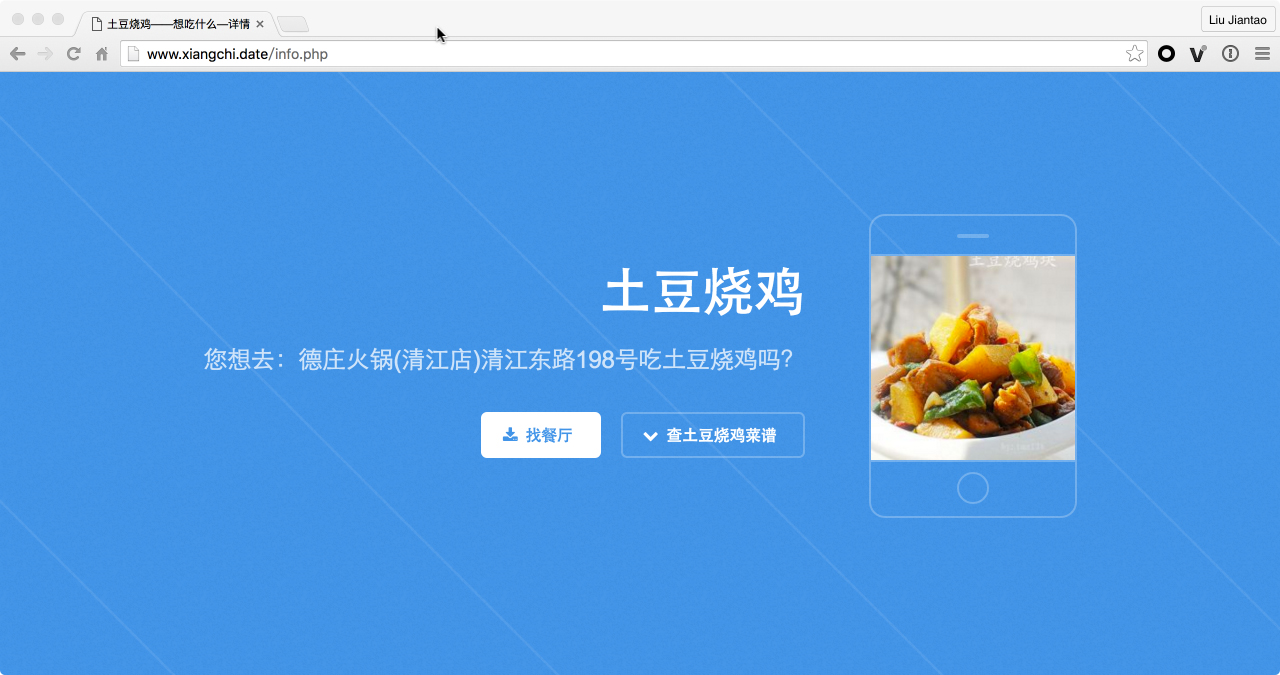 土豆烧鸡——想吃什么—详情
Liu Jiantao
www.xiangchi.date/info.php
土豆烧鸡块
土豆烧鸡
您想去：德庄火锅(清江店)清江东路198号吃土豆烧鸡吗?
找餐厅
查土豆烧鸡菜谱